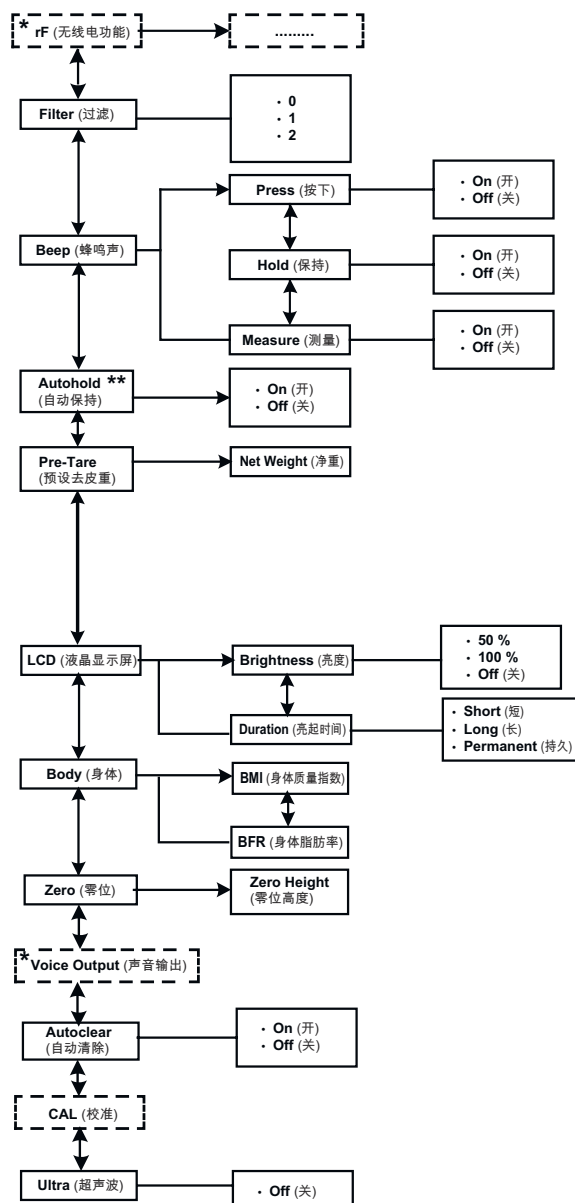 * rF (无线电功能)
.........
Filter (过滤)
· 0
· 1
· 2
Press (按下)
· On (开)
· Off (关)
Beep (蜂鸣声)
Hold (保持)
· On (开)
· Off (关)
Measure (测量)
· On (开)
· Off (关)
Autohold **
(自动保持)
· On (开)
· Off (关)
Pre-Tare
(预设去皮重)
Net Weight (净重)
LCD (液晶显示屏)
Brightness (亮度)
· 50 %
· 100 %
· Off (关)
Duration (亮起时间)
· Short (短)
· Long (长)
· Permanent (持久)
Body (身体)
BMI (身体质量指数)
BFR (身体脂肪率)
Zero (零位)
Zero Height
(零位高度)
* Voice Output (声音输出)
Autoclear
(自动清除)
· On (开)
· Off (关)
CAL (校准)
Ultra (超声波)
· Off (关)